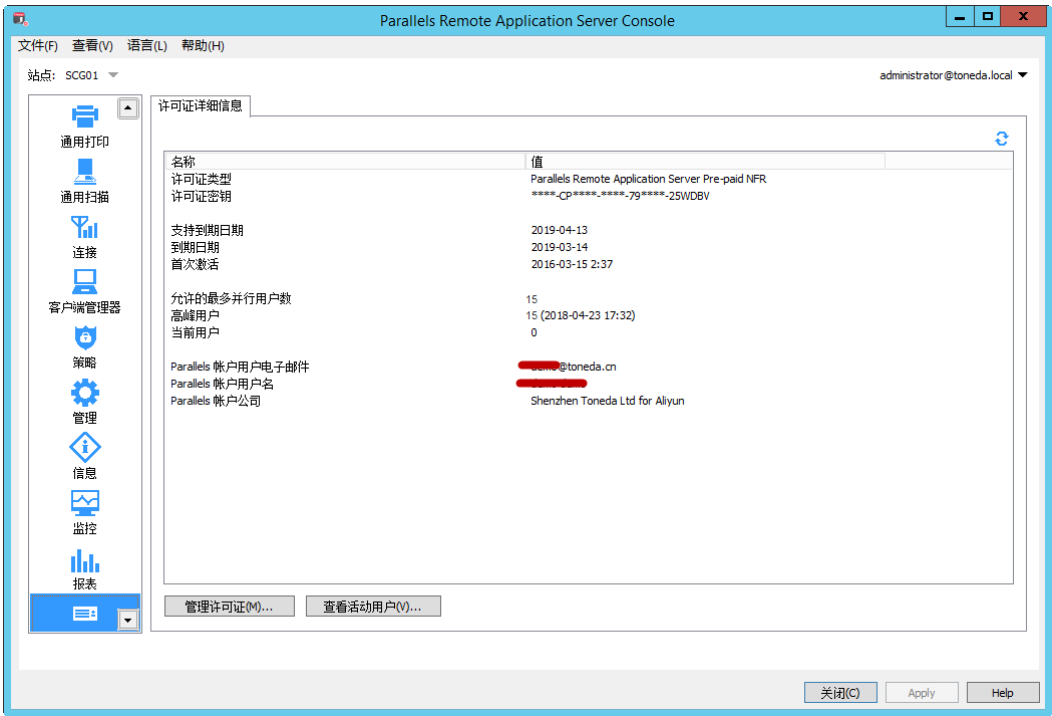 Parallels Remote Application Server Console
文件(F) 查看(V) 语言(L) 帮助(H)
站点: SCG01
administrator@toneda.local
通用打印
通用扫描
连接
客户端管理器
策略
管理
信息
监控
报表
许可证详细信息
名称 值
许可证类型 Parallels Remote Application Server Pre-paid NFR
许可证密钥 ****-CP****-****-79****-25WDBV
支持到期日期 2019-04-13
到期日期 2019-03-14
首次激活 2016-03-15 2:37
允许的最多并行用户数 15
高峰用户 15 (2018-04-23 17:32)
当前用户 0
Parallels 帐户用户电子邮件 @toneda.cn
Parallels 帐户用户名
Parallels 帐户公司 Shenzhen Toneda Ltd for Aliyun
管理许可证(M)... 查看活动用户(V)...
关闭(C) Apply Help